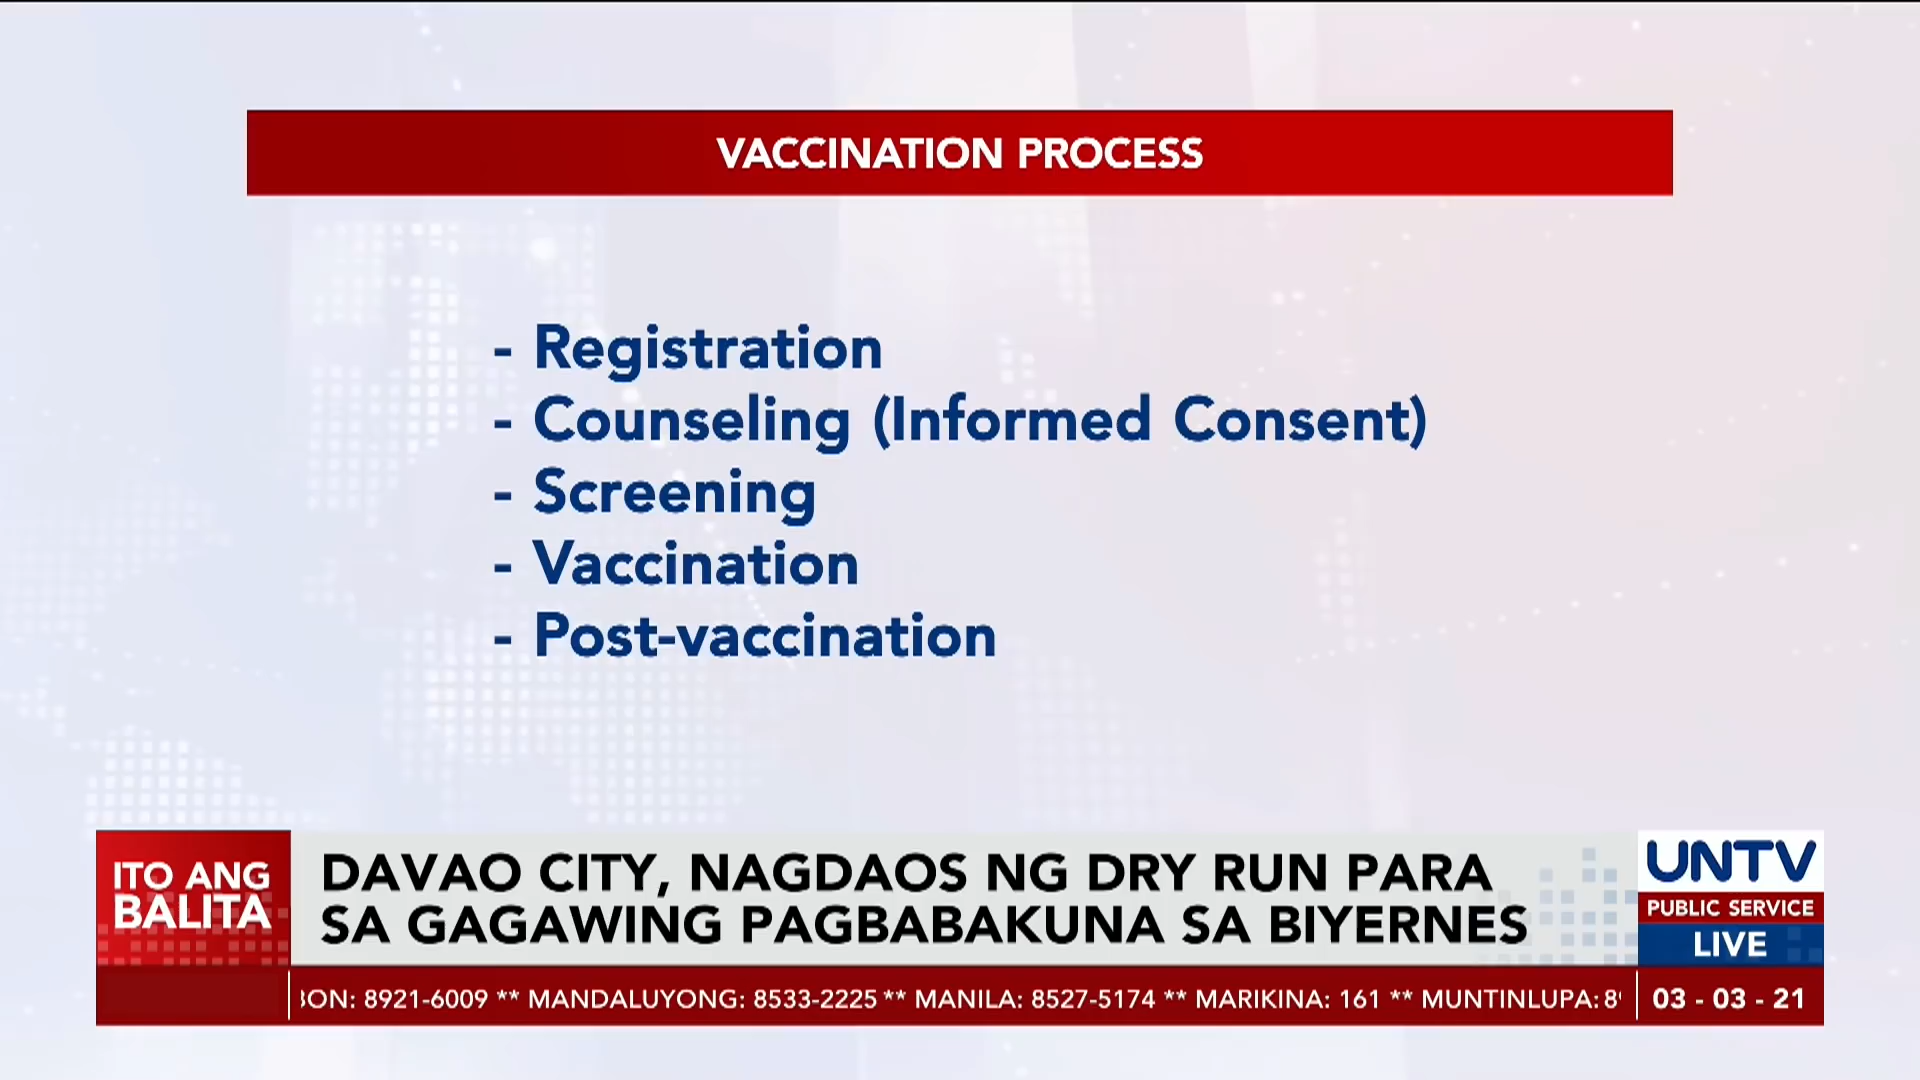 VACCINATION PROCESS
- Registration
- Counseling (Informed Consent)
- Screening
- Vaccination
- Post-vaccination
ITO ANG
BALITA
DAVAO CITY, NAGDAOS NG DRY RUN PARA
SA GAGAWING PAGBABAKUNA SA BIYERNES
UNTV
PUBLIC SERVICE
LIVE
8921-6009 ** MANDALUYONG: 8533-2225 ** MANILA: 8527-5174 ** MARIKINA: 161 ** MUNTINLUPA:
03 - 03 - 21